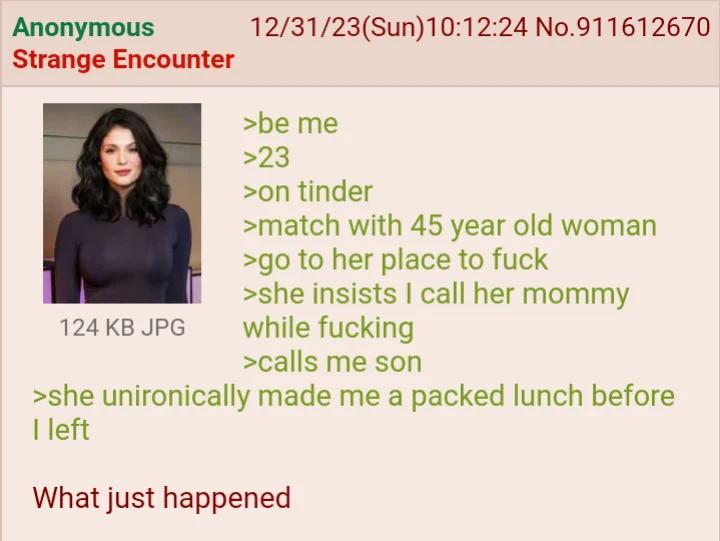 Anonymous 12/31/23(Sun)10:12:24 No.911612670
Strange Encounter
>be me
>23
>on tinder
>match with 45 year old woman
>go to her place to fuck
>she insists I call her mommy
while fucking
124 KB JPG
>calls me son
>she unironically made me a packed lunch before
I left
What just happened